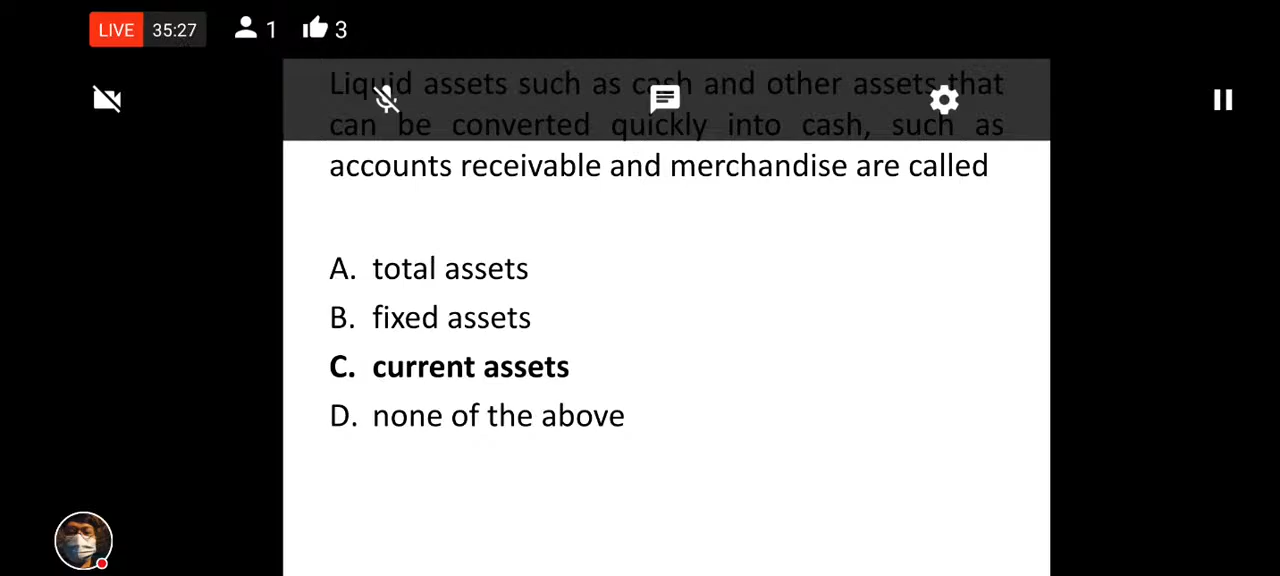 LIVE 35:27 1 3
Liquid assets such as cash and other assets that
can be converted quickly into cash, such as
accounts receivable and merchandise are called
A. total assets
B. fixed assets
C. current assets
D. none of the above